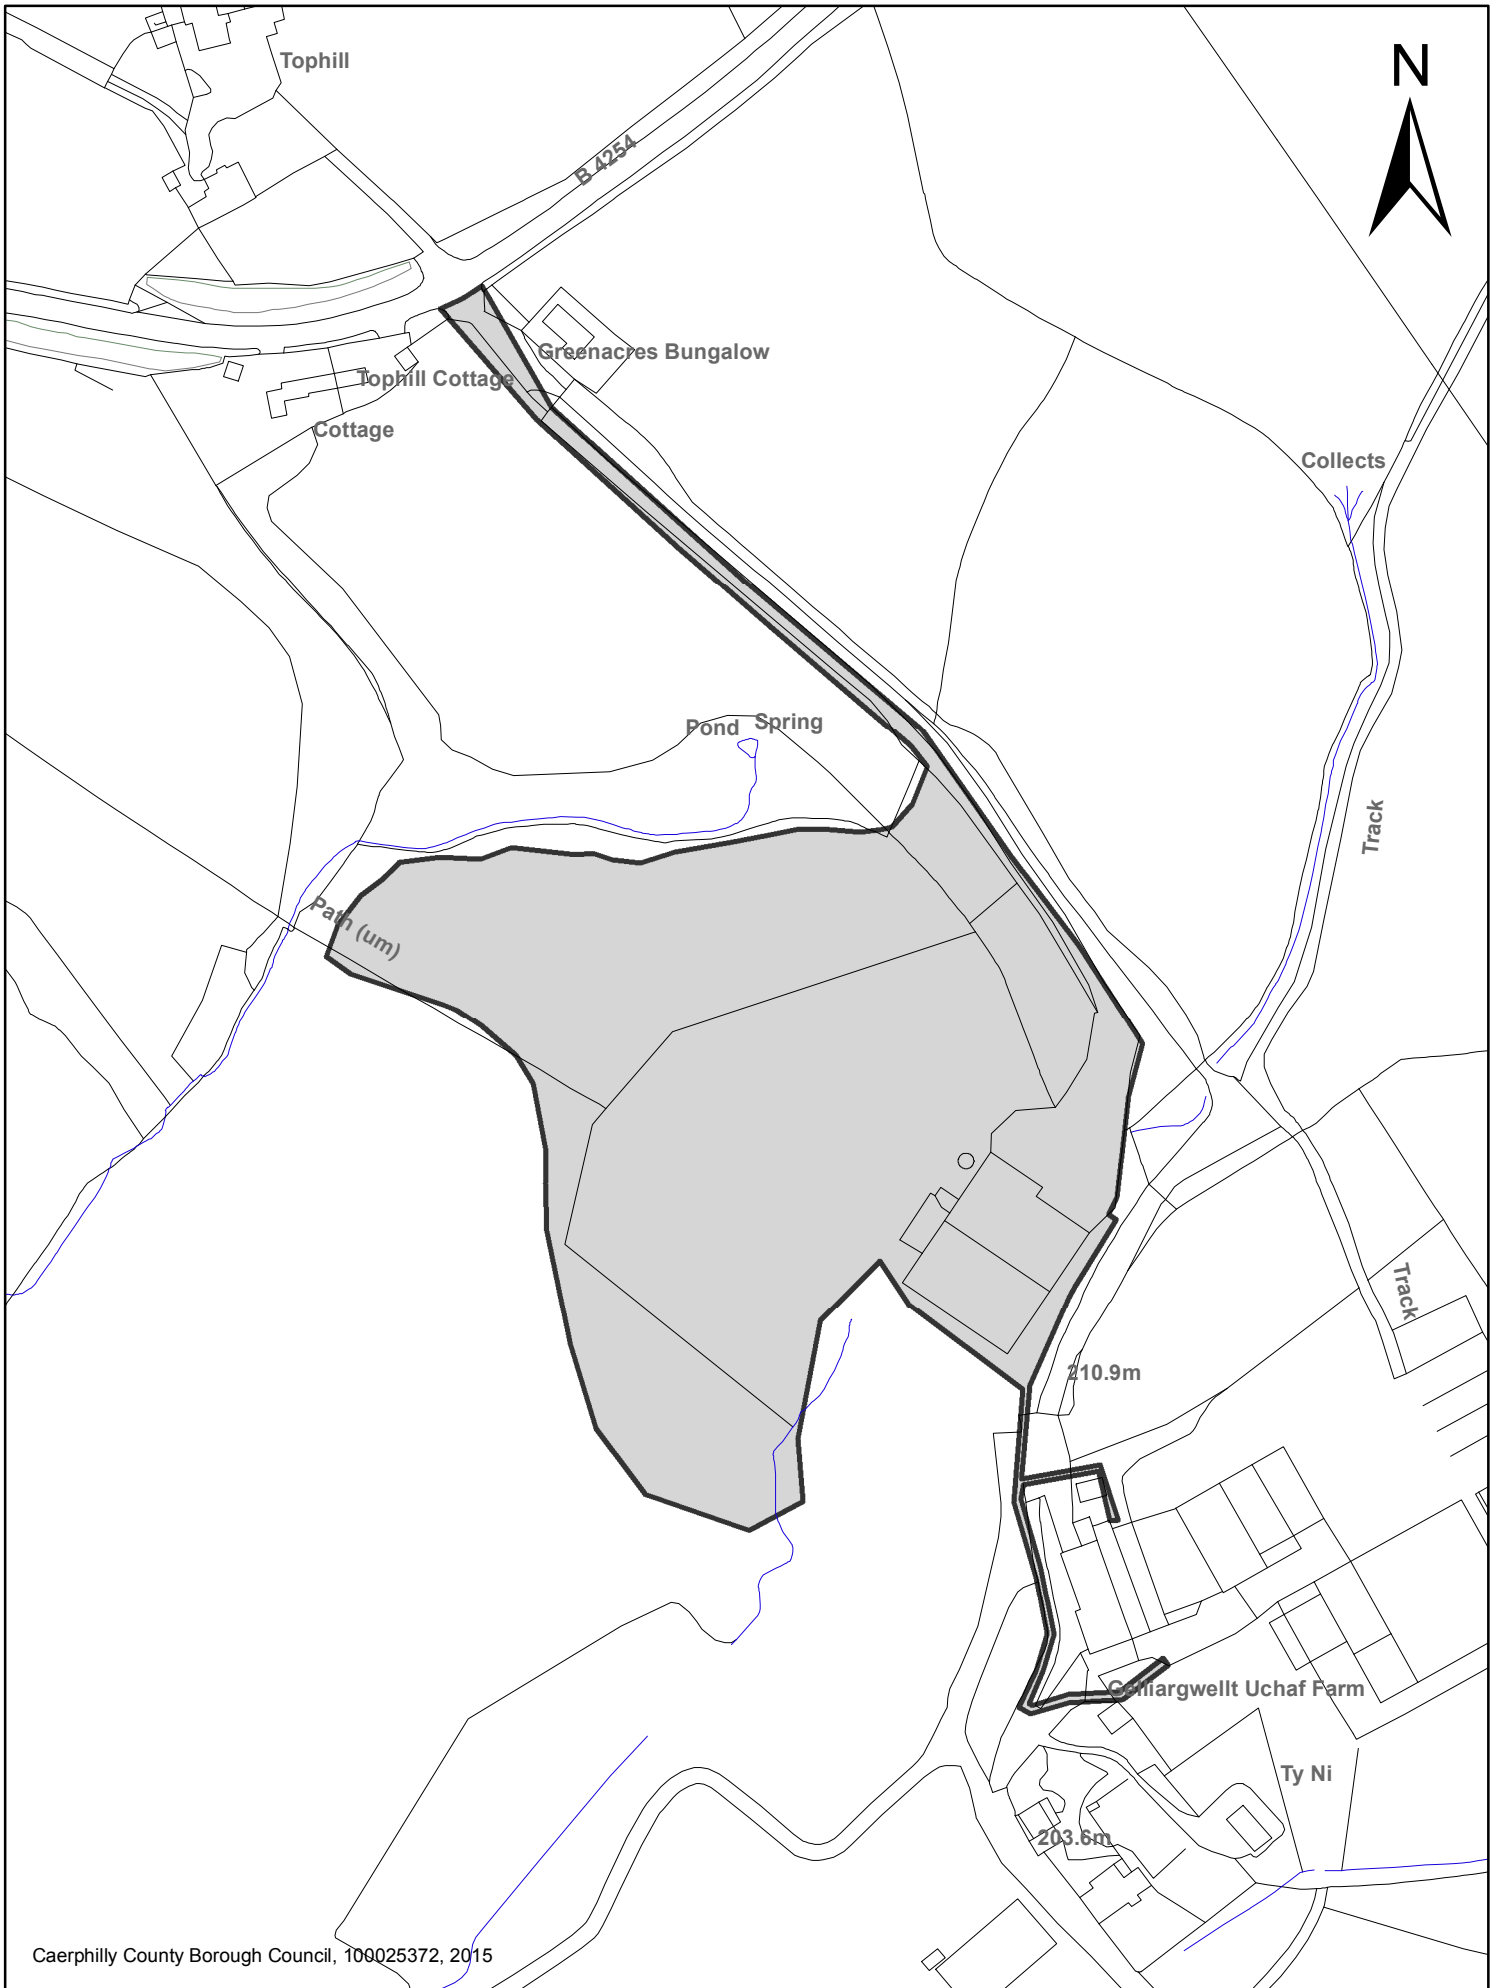 Tophill
N
B 4254
Greenacres Bungalow
Tophill Cottage
Cottage
Collects
Pond
Spring
Track
Path (um)
Track
210.9m
Gelliargwellt Uchaf Farm
Ty Ni
203.6m
Caerphilly County Borough Council, 100025372, 2015